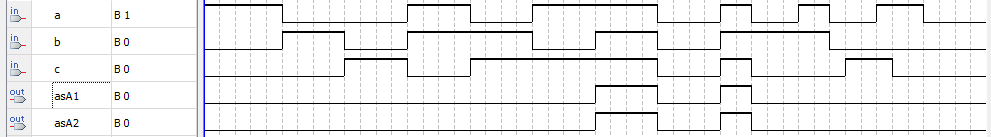 in a B 1
in b B 0
in c B 0
out asA1 B 0
out asA2 B 0